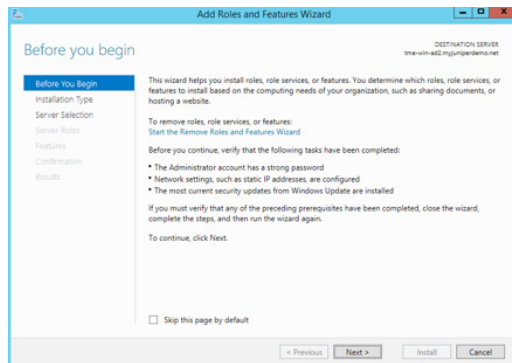 Add Roles and Features Wizard
Before you begin
DESTINATION SERVER
tme-win-ad2.myjuniperdemo.net
Before You Begin
Installation Type
Server Selection
Server Roles
Features
Confirmation
Results
This wizard helps you install roles, role services, or features. You determine which roles, role services, or
features to install based on the computing needs of your organization, such as sharing documents, or
hosting a website.
To remove roles, role services, or features:
Start the Remove Roles and Features Wizard
Before you continue, verify that the following tasks have been completed:
• The Administrator account has a strong password
• Network settings, such as static IP addresses, are configured
• The most current security updates from Windows Update are installed
If you must verify that any of the preceding prerequisites have been completed, close the wizard,
complete the steps, and then run the wizard again.
To continue, click Next.
Skip this page by default
< Previous
Next >
Install
Cancel